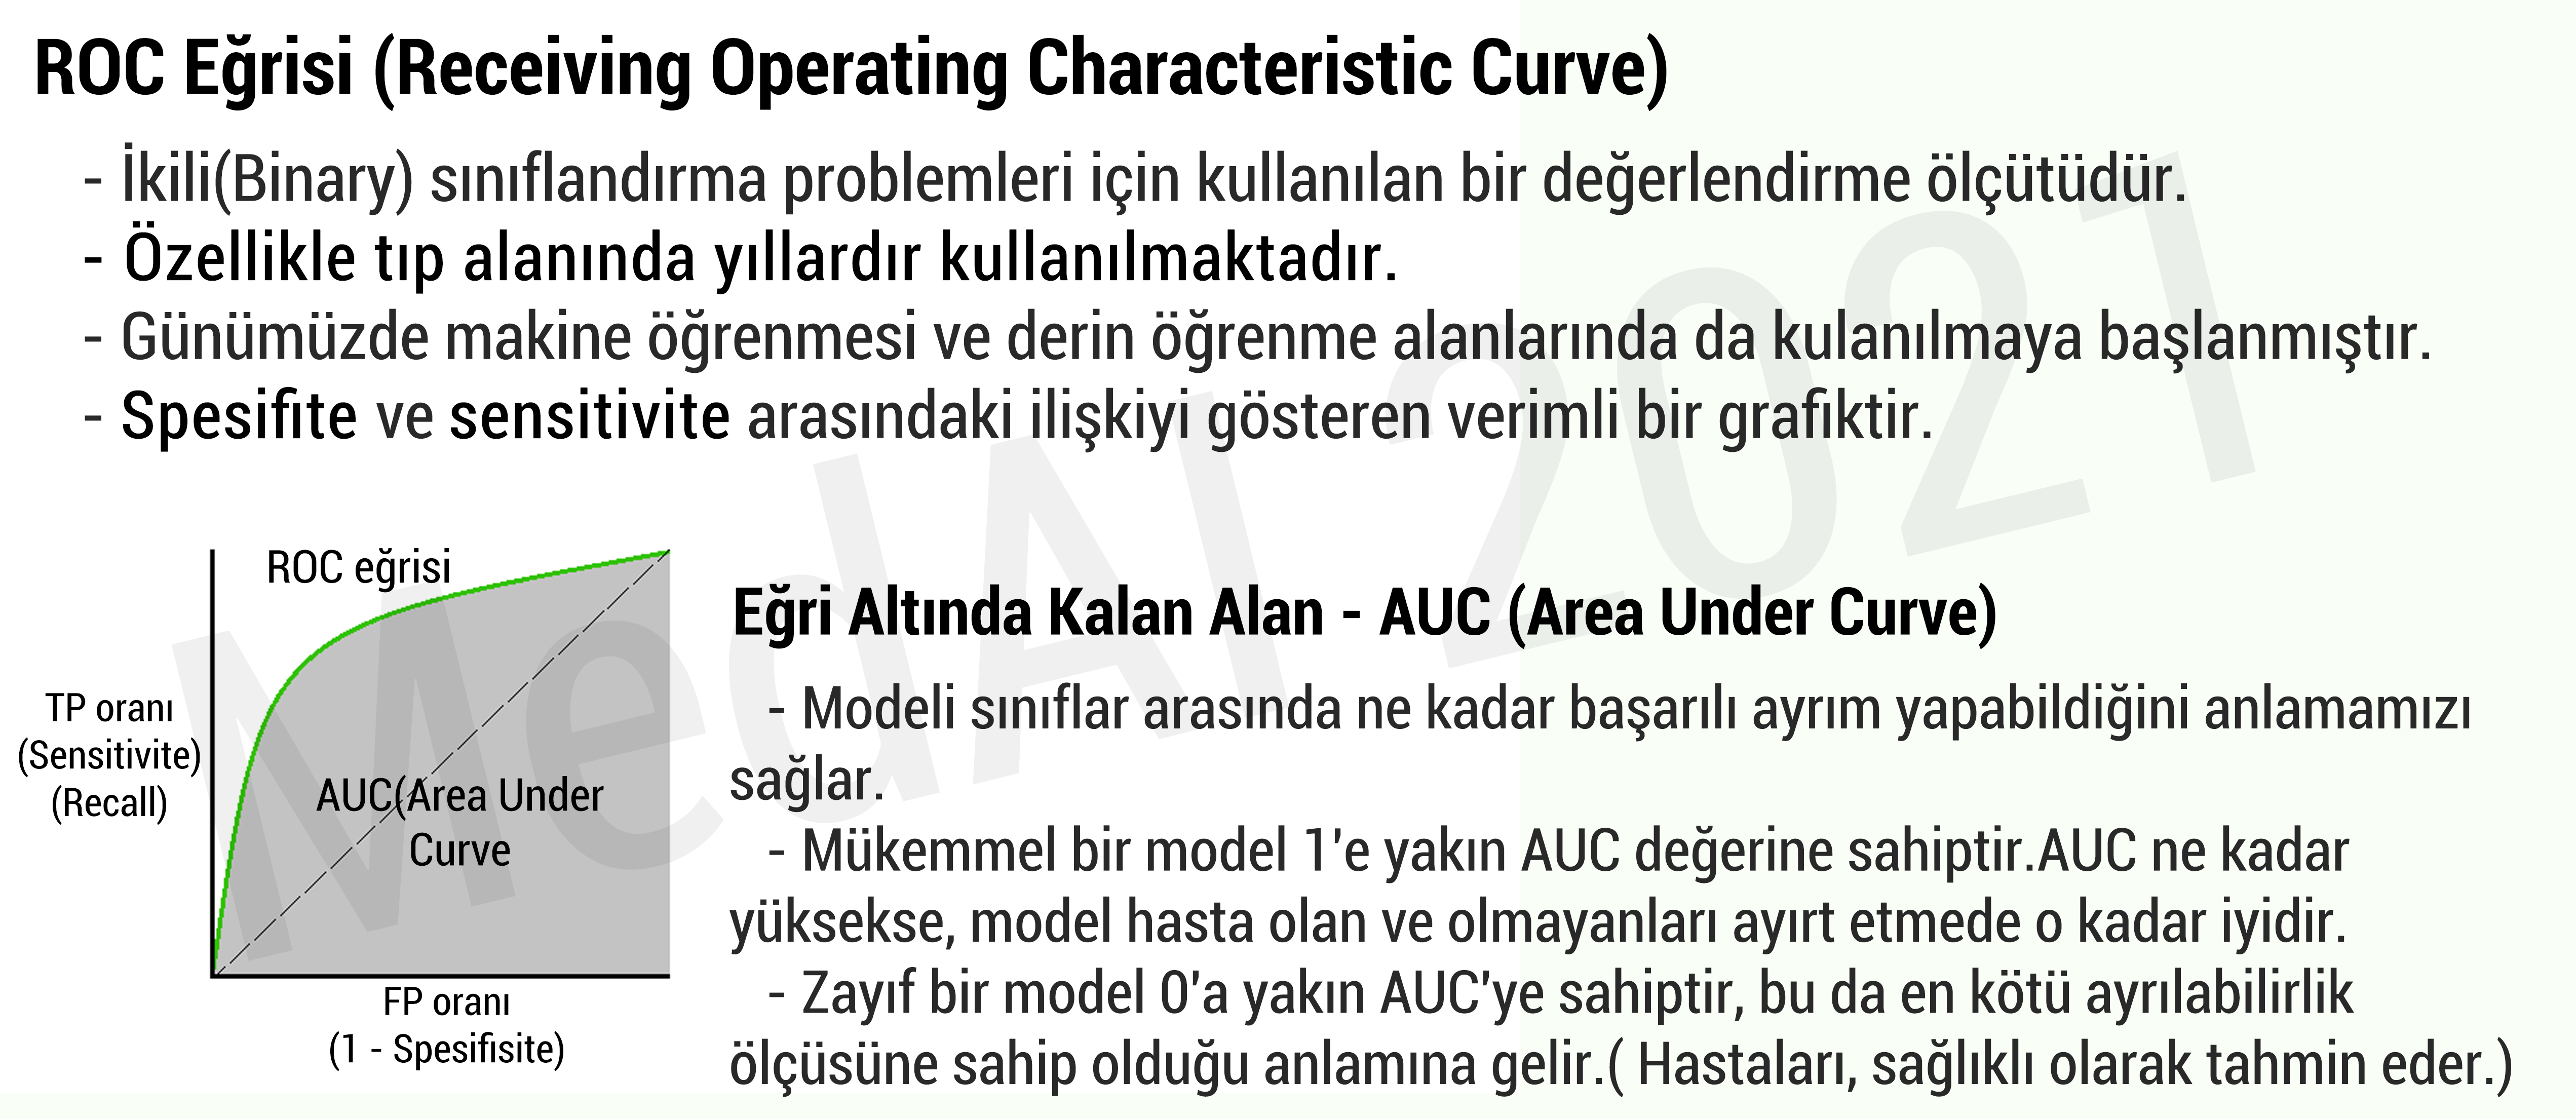 ROC Eğrisi (Receiving Operating Characteristic Curve)
- İkili(Binary) sınıflandırma problemleri için kullanılan bir değerlendirme ölçütüdür.
- Özellikle tıp alanında yıllardır kullanılmaktadır.
- Günümüzde makine öğrenmesi ve derin öğrenme alanlarında da kulanılmaya başlanmıştır.
- Spesifite ve sensitivite arasındaki ilişkiyi gösteren verimli bir grafiktir.
ROC eğrisi
TP oranı
(Sensitivite)
(Recall)
AUC(Area Under
Curve
FP oranı
(1 - Spesifisite)
Eğri Altında Kalan Alan - AUC (Area Under Curve)
- Modeli sınıflar arasında ne kadar başarılı ayrım yapabildiğini anlamamızı
sağlar.
- Mükemmel bir model 1'e yakın AUC değerine sahiptir.AUC ne kadar
yüksekse, model hasta olan ve olmayanları ayırt etmede o kadar iyidir.
- Zayıf bir model 0'a yakın AUC'ye sahiptir, bu da en kötü ayrılabilirlik
ölçüsüne sahip olduğu anlamına gelir.( Hastaları, sağlıklı olarak tahmin eder.)
MedAI 2021